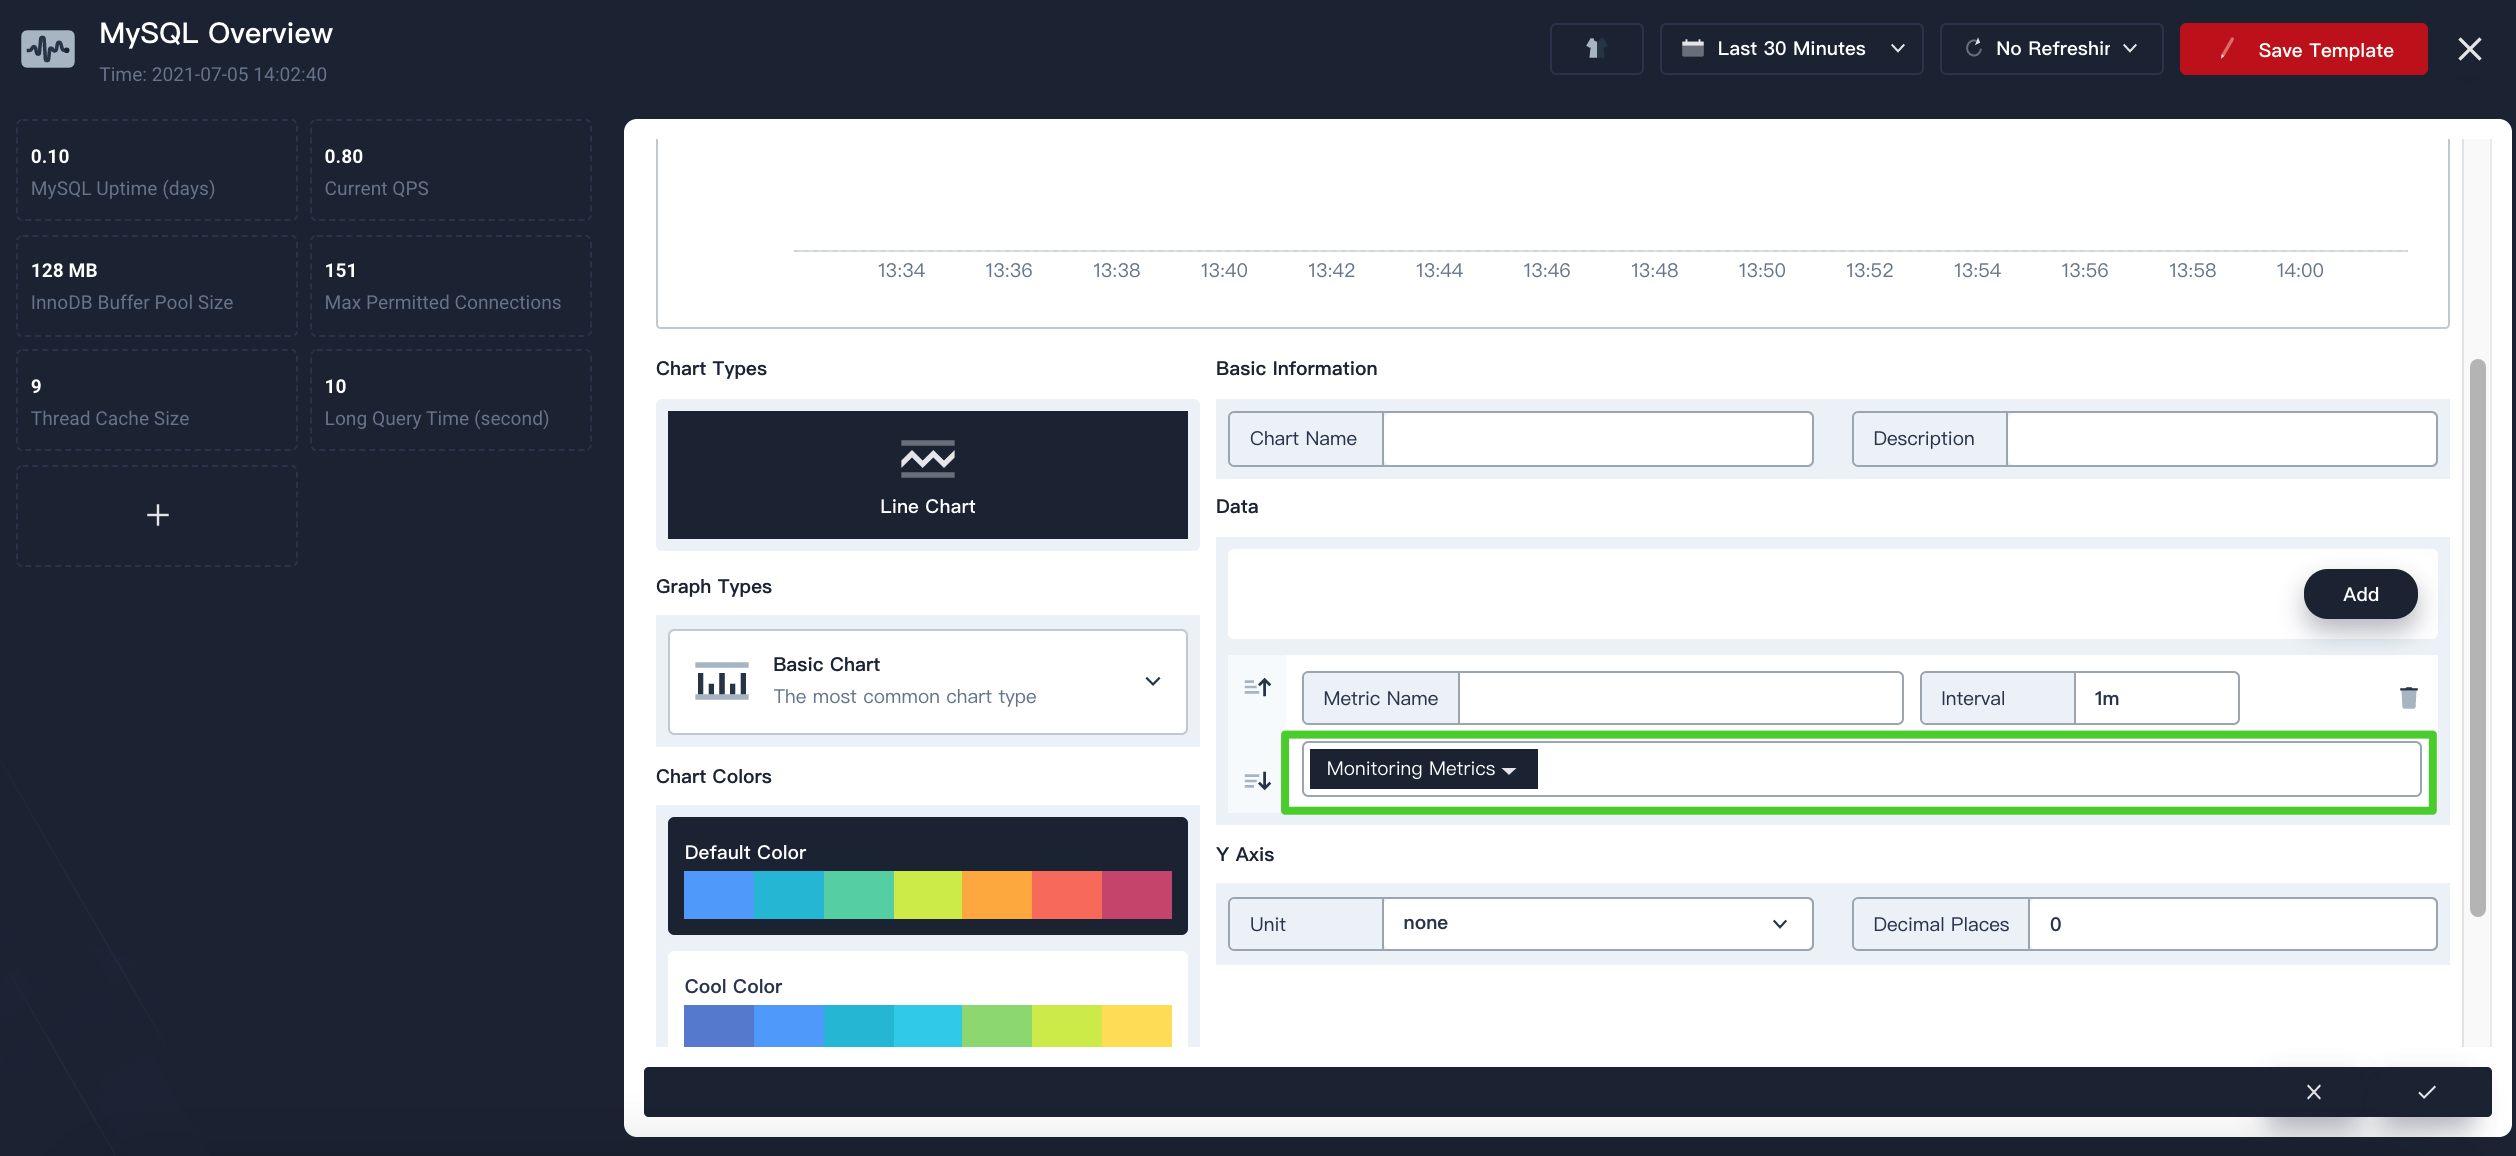 MySQL Overview
Time: 2021-07-05 14:02:40
Last 30 Minutes
No Refreshir
Save Template
0.10
MySQL Uptime (days)
0.80
Current QPS
128 MB
InnoDB Buffer Pool Size
151
Max Permitted Connections
9
Thread Cache Size
10
Long Query Time (second)
13:34 13:36 13:38 13:40 13:42 13:44 13:46 13:48 13:50 13:52 13:54 13:56 13:58 14:00
Chart Types
Line Chart
Graph Types
Basic Chart
The most common chart type
Chart Colors
Default Color
Cool Color
Basic Information
Chart Name
Description
Data
Add
Metric Name
Interval 1m
Monitoring Metrics
Y Axis
Unit none
Decimal Places 0